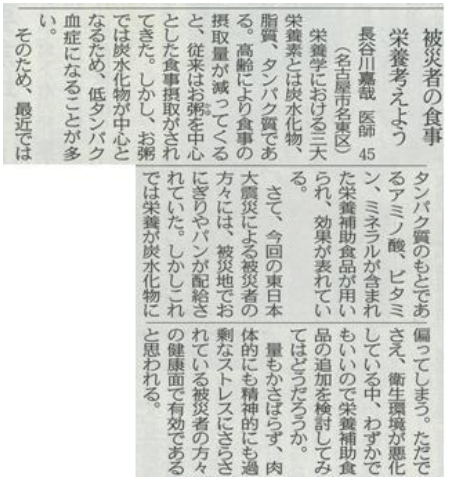 被災者の食事
栄養考えよう
長谷川嘉哉 医師 45
(名古屋市名東区)
栄養学における三大
栄養素とは炭水化物、
脂質、タンパク質であ
る。高齢により食事の
摂取量が減ってくる
と、従来はお粥を中心
とした食事摂取がされ
てきた。しかし、お粥
では炭水化物が中心と
なるため、低タンパク
血症になることが多
い。
そのため、最近では
タンパク質のもとであ
るアミノ酸、ビタミ
ン、ミネラルが含まれ
た栄養補助食品が用い
られ、効果が表れてい
る。
さて、今回の東日本
大震災による被災者の
方々には、被災地でお
にぎりやパンが配給さ
れていた。しかしこれ
では栄養が炭水化物に
偏ってしまう。ただで
さえ、衛生環境が悪化
している中、わずかで
もいいので栄養補助食
品の追加を検討してみ
てはどうだろうか。
量もかさばらず、肉
体的にも精神的にも過
剰なストレスにさらさ
れている被災者の方々
の健康面で有効である
と思われる。